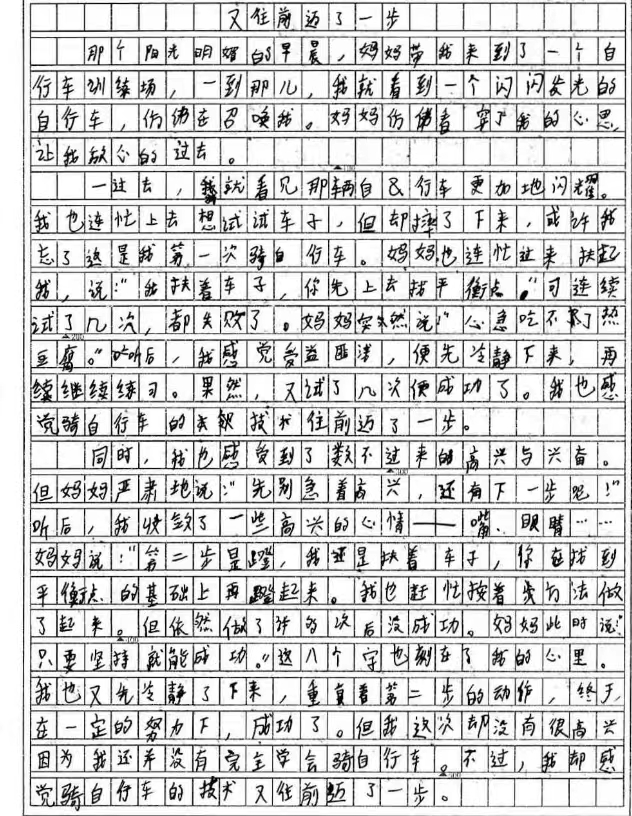 又往前迈了一步
那个阳光明媚的早晨，妈妈带我来到了一个自
行车训练场，一到那儿，我就看到一个闪闪发光的
自行车，仿佛在召唤我。妈妈仿佛看穿了我的心思，
让我放心的过去。
一过去，我就看见那辆自行车更加地闪耀。
我也连忙上去想试试车子，但却摔了下来，或许我
忘了这是我第一次骑自行车。妈妈也连忙过来扶起
我，说：“我扶着车子，你先上去找平衡点。”可连续
试了几次，都失败了。妈妈突然说“心急吃不了热
豆腐。”听后，我感觉受益匪浅，便先冷静下来，再
续继续练习。果然，又试了几次便成功了。我也感
觉骑自行车的关键技术往前迈了一步。
同时，我也感受到了数不过来的高兴与兴奋。
但妈妈严肃地说：“先别急着高兴，还有下一步呢！”
听后，我收敛了一些高兴的心情——嘴、眼睛……
妈妈说：“第二步是蹬，我还是扶着车子，你在找到
平衡点的基础上再蹬起来。我也赶忙按着方法做
了起来。但依然做了许多次后没成功。妈妈此时说：
只要坚持就能成功。”这八个字也刻在了我的心里。
我也又先冷静了下来，重复着第二步的动作，终于，
在一定的努力下，成功了。但我这次却没有很高兴
因为我还并没有完全学会骑自行车。不过，我却感
觉骑自行车的技术又往前迈了一步。